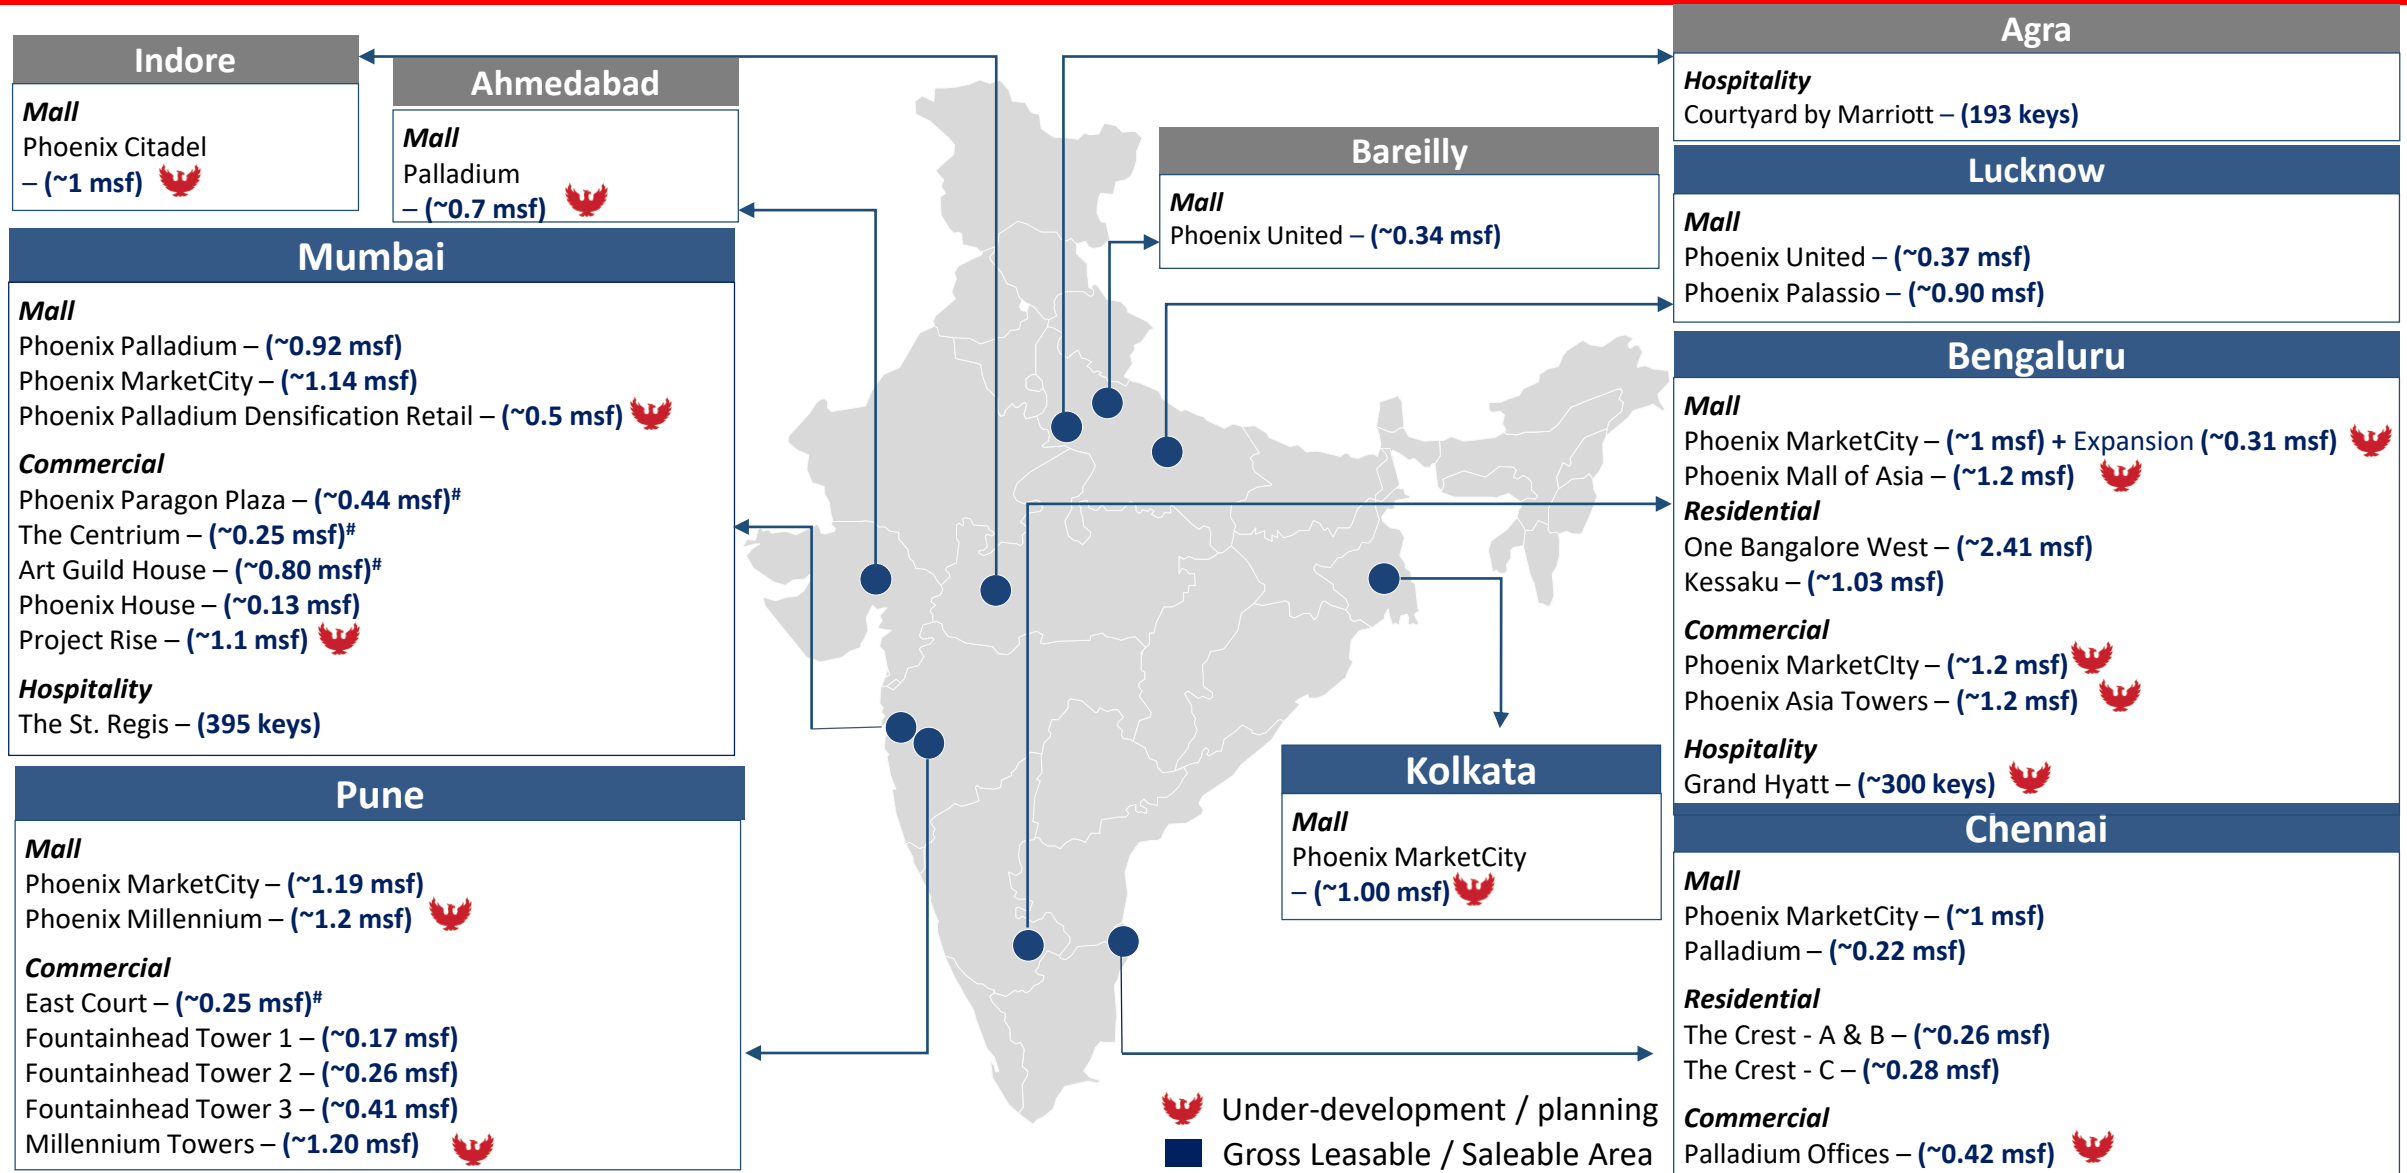 Indore
Mall
Phoenix Citadel
– (~1 msf)
Ahmedabad
Mall
Palladium
– (~0.7 msf)
Mumbai
Mall
Phoenix Palladium – (~0.92 msf)
Phoenix MarketCity – (~1.14 msf)
Phoenix Palladium Densification Retail – (~0.5 msf)
Commercial
Phoenix Paragon Plaza – (~0.44 msf)#
The Centrium – (~0.25 msf)#
Art Guild House – (~0.80 msf)#
Phoenix House – (~0.13 msf)
Project Rise – (~1.1 msf)
Hospitality
The St. Regis – (395 keys)
Pune
Mall
Phoenix MarketCity – (~1.19 msf)
Phoenix Millennium – (~1.2 msf)
Commercial
East Court – (~0.25 msf)#
Fountainhead Tower 1 – (~0.17 msf)
Fountainhead Tower 2 – (~0.26 msf)
Fountainhead Tower 3 – (~0.41 msf)
Millennium Towers – (~1.20 msf)
Bareilly
Mall
Phoenix United – (~0.34 msf)
Kolkata
Mall
Phoenix MarketCity
– (~1.00 msf)
Under-development / planning
Gross Leasable / Saleable Area
Agra
Hospitality
Courtyard by Marriott – (193 keys)
Lucknow
Mall
Phoenix United – (~0.37 msf)
Phoenix Palassio – (~0.90 msf)
Bengaluru
Mall
Phoenix MarketCity – (~1 msf) + Expansion (~0.31 msf)
Phoenix Mall of Asia – (~1.2 msf)
Residential
One Bangalore West – (~2.41 msf)
Kessaku – (~1.03 msf)
Commercial
Phoenix MarketCIty – (~1.2 msf)
Phoenix Asia Towers – (~1.2 msf)
Hospitality
Grand Hyatt – (~300 keys)
Chennai
Mall
Phoenix MarketCity – (~1 msf)
Palladium – (~0.22 msf)
Residential
The Crest - A & B – (~0.26 msf)
The Crest - C – (~0.28 msf)
Commercial
Palladium Offices – (~0.42 msf)